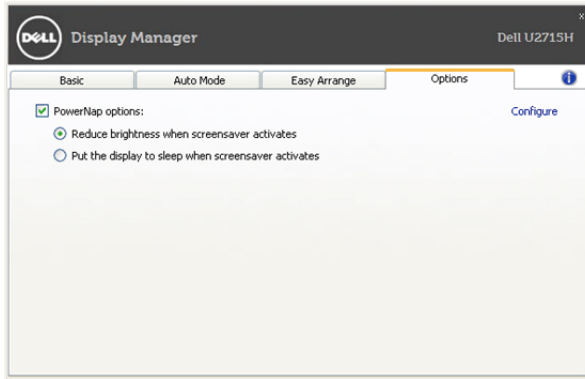 DELL Display Manager Dell U2715H x
Basic Auto Mode Easy Arrange Options i
PowerNap options: Configure
Reduce brightness when screensaver activates
Put the display to sleep when screensaver activates